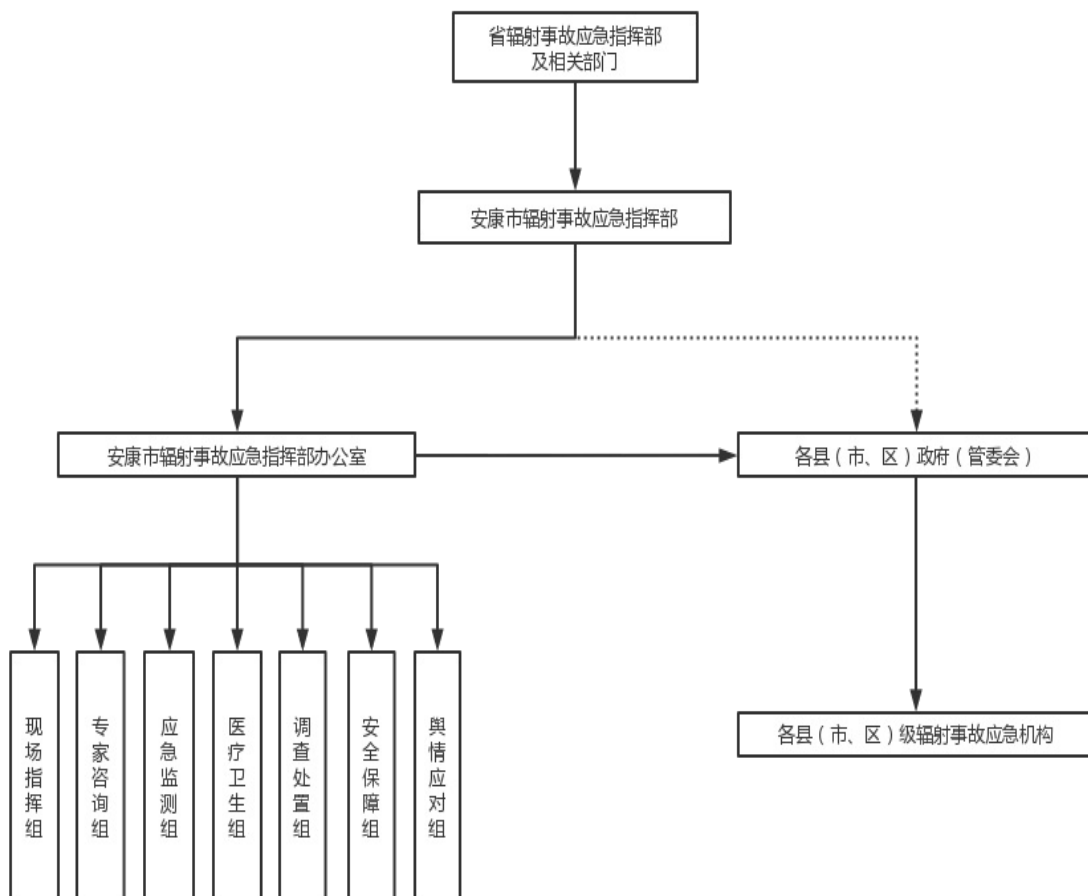 省辐射事故应急指挥部
及相关部门
安康市辐射事故应急指挥部
安康市辐射事故应急指挥部办公室
各县（市、区）政府（管委会）
现场指挥组
专家咨询组
应急监测组
医疗卫生组
调查处置组
安全保障组
舆情应对组
各县（市、区）级辐射事故应急机构